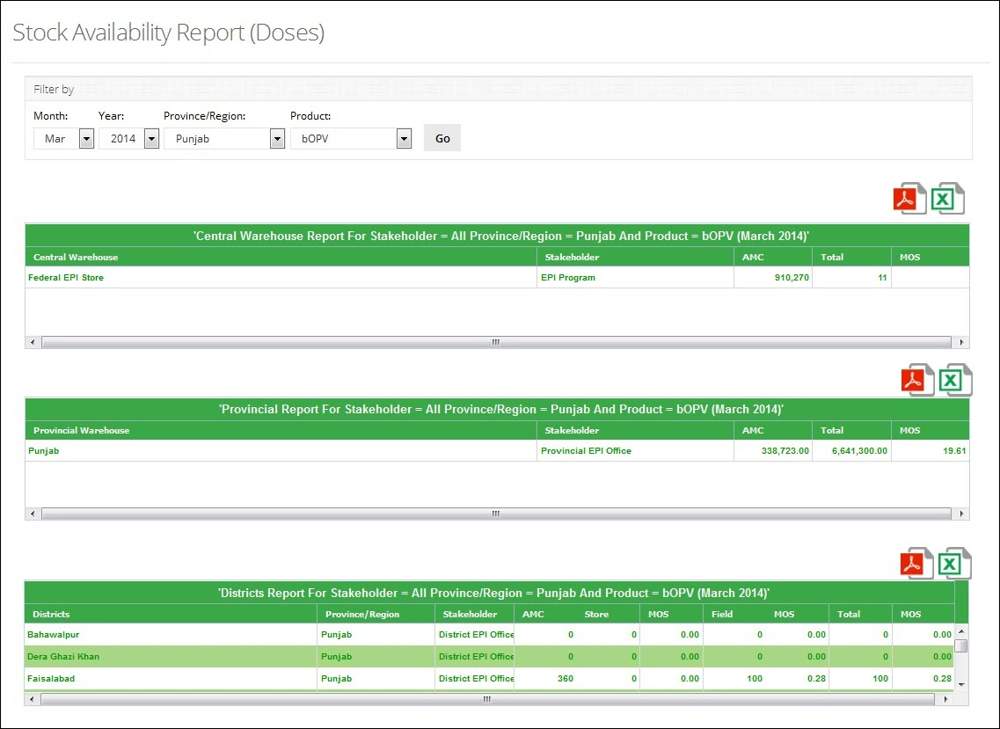 Stock Availability Report (Doses)
Filter by
Month: Year: Province/Region: Product:
Mar 2014 Punjab bOPV Go
'Central Warehouse Report For Stakeholder = All Province/Region = Punjab And Product = bOPV (March 2014)'
Central Warehouse Stakeholder AMC Total MOS
Federal EPI Store EPI Program 910,270 11
'Provincial Report For Stakeholder = All Province/Region = Punjab And Product = bOPV (March 2014)'
Provincial Warehouse Stakeholder AMC Total MOS
Punjab Provincial EPI Office 338,723.00 6,641,300.00 19.61
'Districts Report For Stakeholder = All Province/Region = Punjab And Product = bOPV (March 2014)'
Districts Province/Region Stakeholder AMC Store MOS Field MOS Total MOS
Bahawalpur Punjab District EPI Office 0 0 0.00 0 0.00 0 0.00
Dera Ghazi Khan Punjab District EPI Office 0 0 0.00 0 0.00 0 0.00
Faisalabad Punjab District EPI Office 360 0 0.00 100 0.28 100 0.28